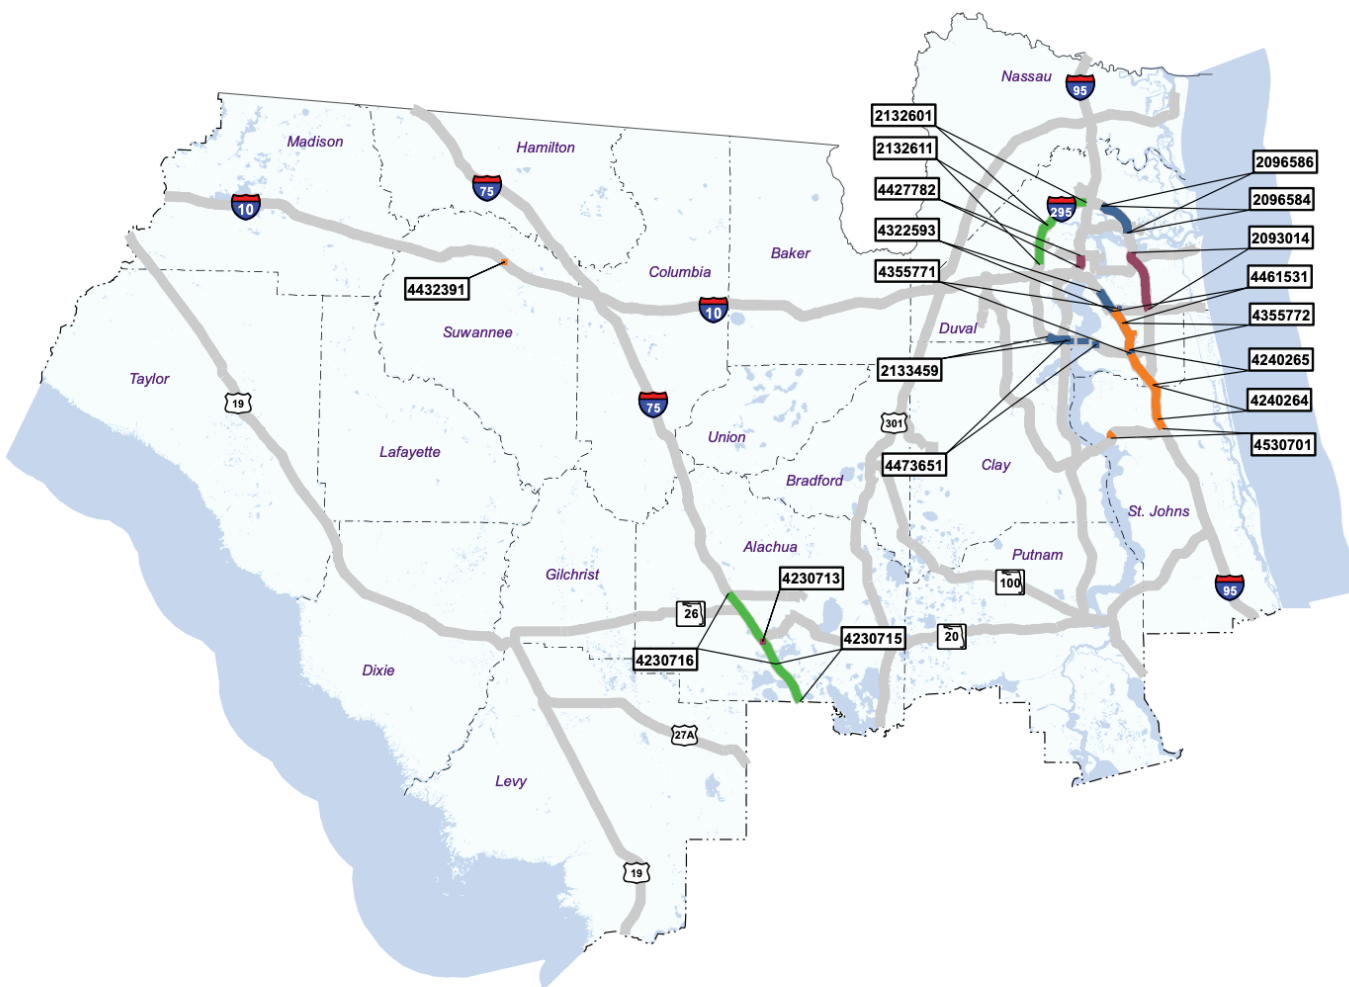 Nassau
95
2132601
Madison
Hamilton
2132611
2096586
75
4427782
2096584
10
295
4322593
2093014
Baker
4355771
Columbia
4461531
4432391
10
4355772
Suwannee
Duval
4240265
2133459
Taylor
4240264
19
75
301
Union
4530701
Lafayette
4473651
Clay
Bradford
St. Johns
Alachua
Putnam
Gilchrist
4230713
100
95
26
20
4230715
4230716
Dixie
27A
Levy
19